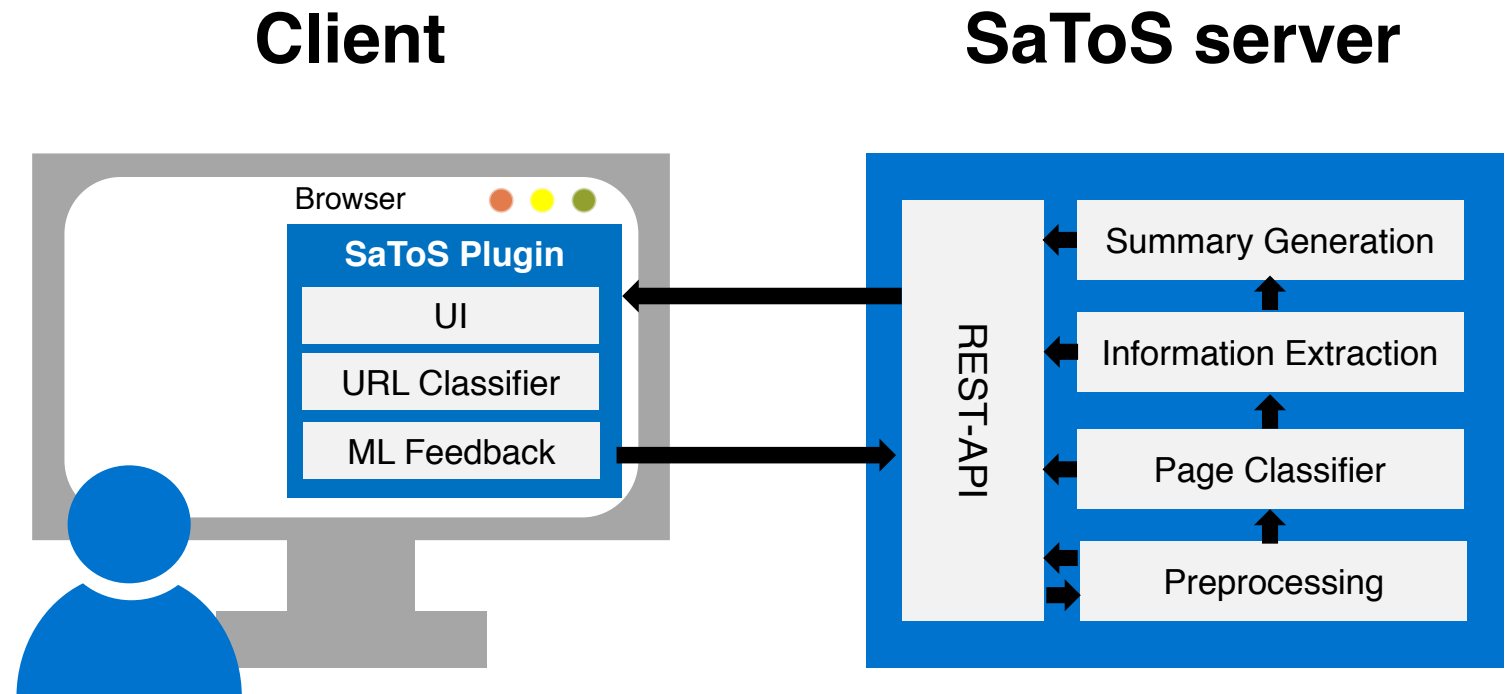 Client
SaToS server
Browser
SaToS Plugin
UI
URL Classifier
ML Feedback
REST-API
Summary Generation
Information Extraction
Page Classifier
Preprocessing